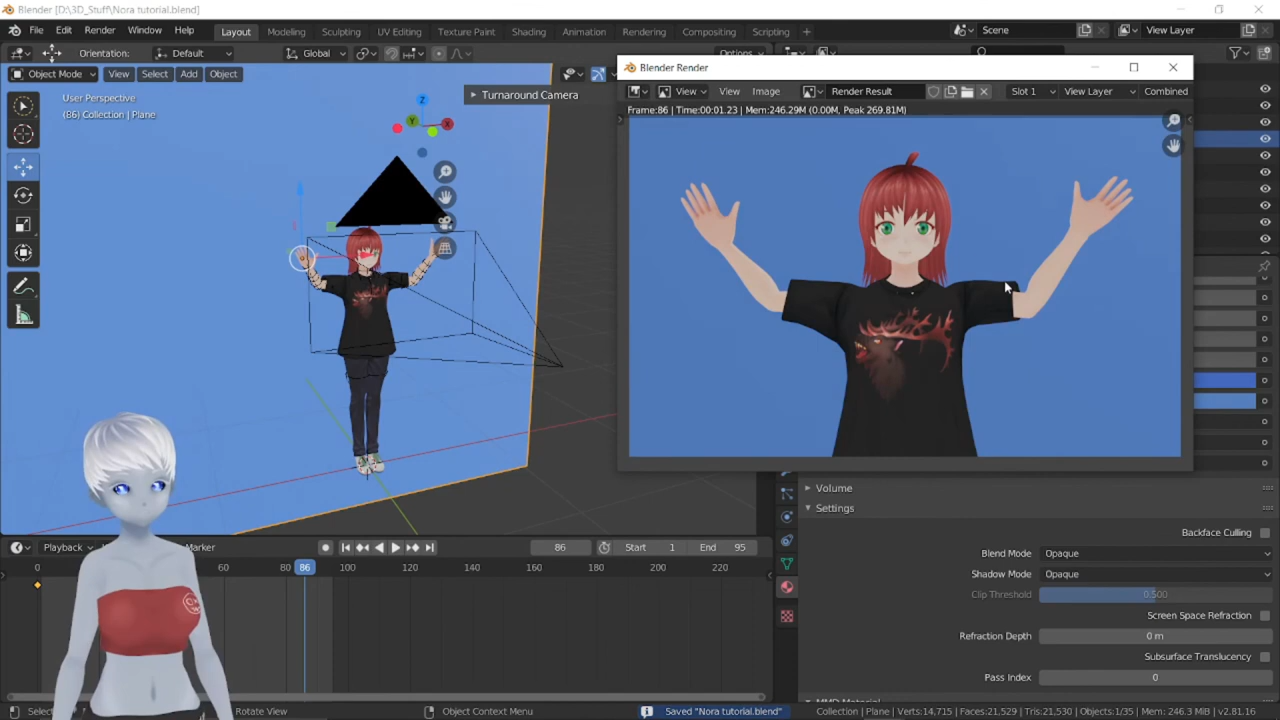 Blender [D:\3D_Stuff\Nora tutorial.blend]
File Edit Render Window Help Layout Modeling Sculpting UV Editing Texture Paint Shading Animation Rendering Compositing Scripting Scene View Layer
Orientation: Default Global Options
Object Mode View Select Add Object
User Perspective
(86) Collection | Plane
Turnaround Camera
Z
Y
X
Blender Render
View View Image Render Result Slot 1 View Layer Combined
Frame:86 | Time:00:01.23 | Mem:246.29M (0.00M, Peak 269.81M)
Volume
Settings
Backface Culling
Blend Mode Opaque
Shadow Mode Opaque
Clip Threshold 0.500
Screen Space Refraction
Refraction Depth 0 m
Subsurface Translucency
Pass Index 0
MMD Material
Playback Marker 86 Start 1 End 95
0 60 80 86 100 120 140 160 180 200 220
Select Rotate View Object Context Menu Saved "Nora tutorial.blend" Collection | Plane | Verts:14,715 | Faces:21,529 | Tris:21,530 | Objects:1/35 | Mem: 246.3 MiB | v2.81.16